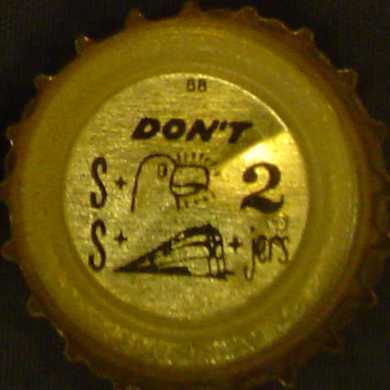 88
DON'T
S + 2
S + + jers